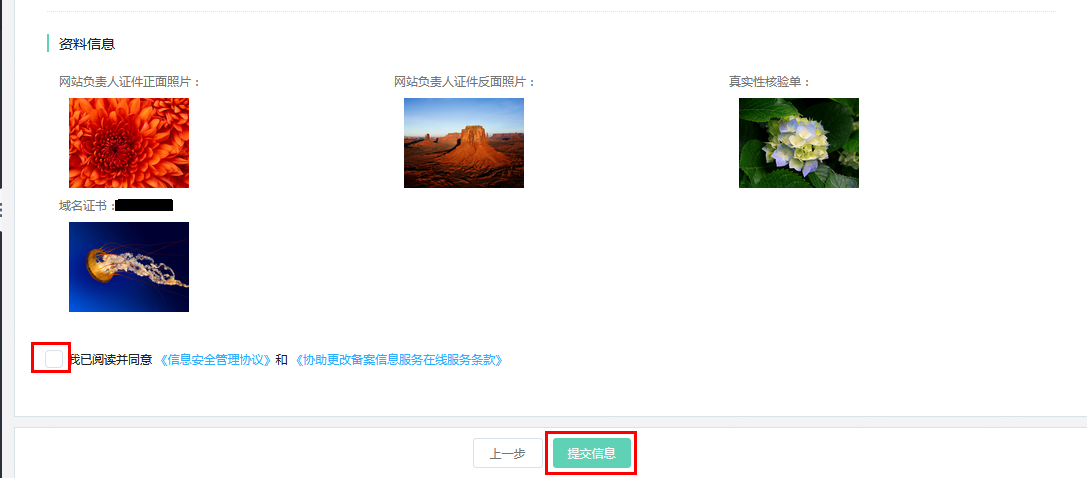 资料信息
网站负责人证件正面照片：
网站负责人证件反面照片：
真实性核验单：
域名证书：
我已阅读并同意 《信息安全管理协议》和 《协助更改备案信息服务在线服务条款》
上一步
提交信息